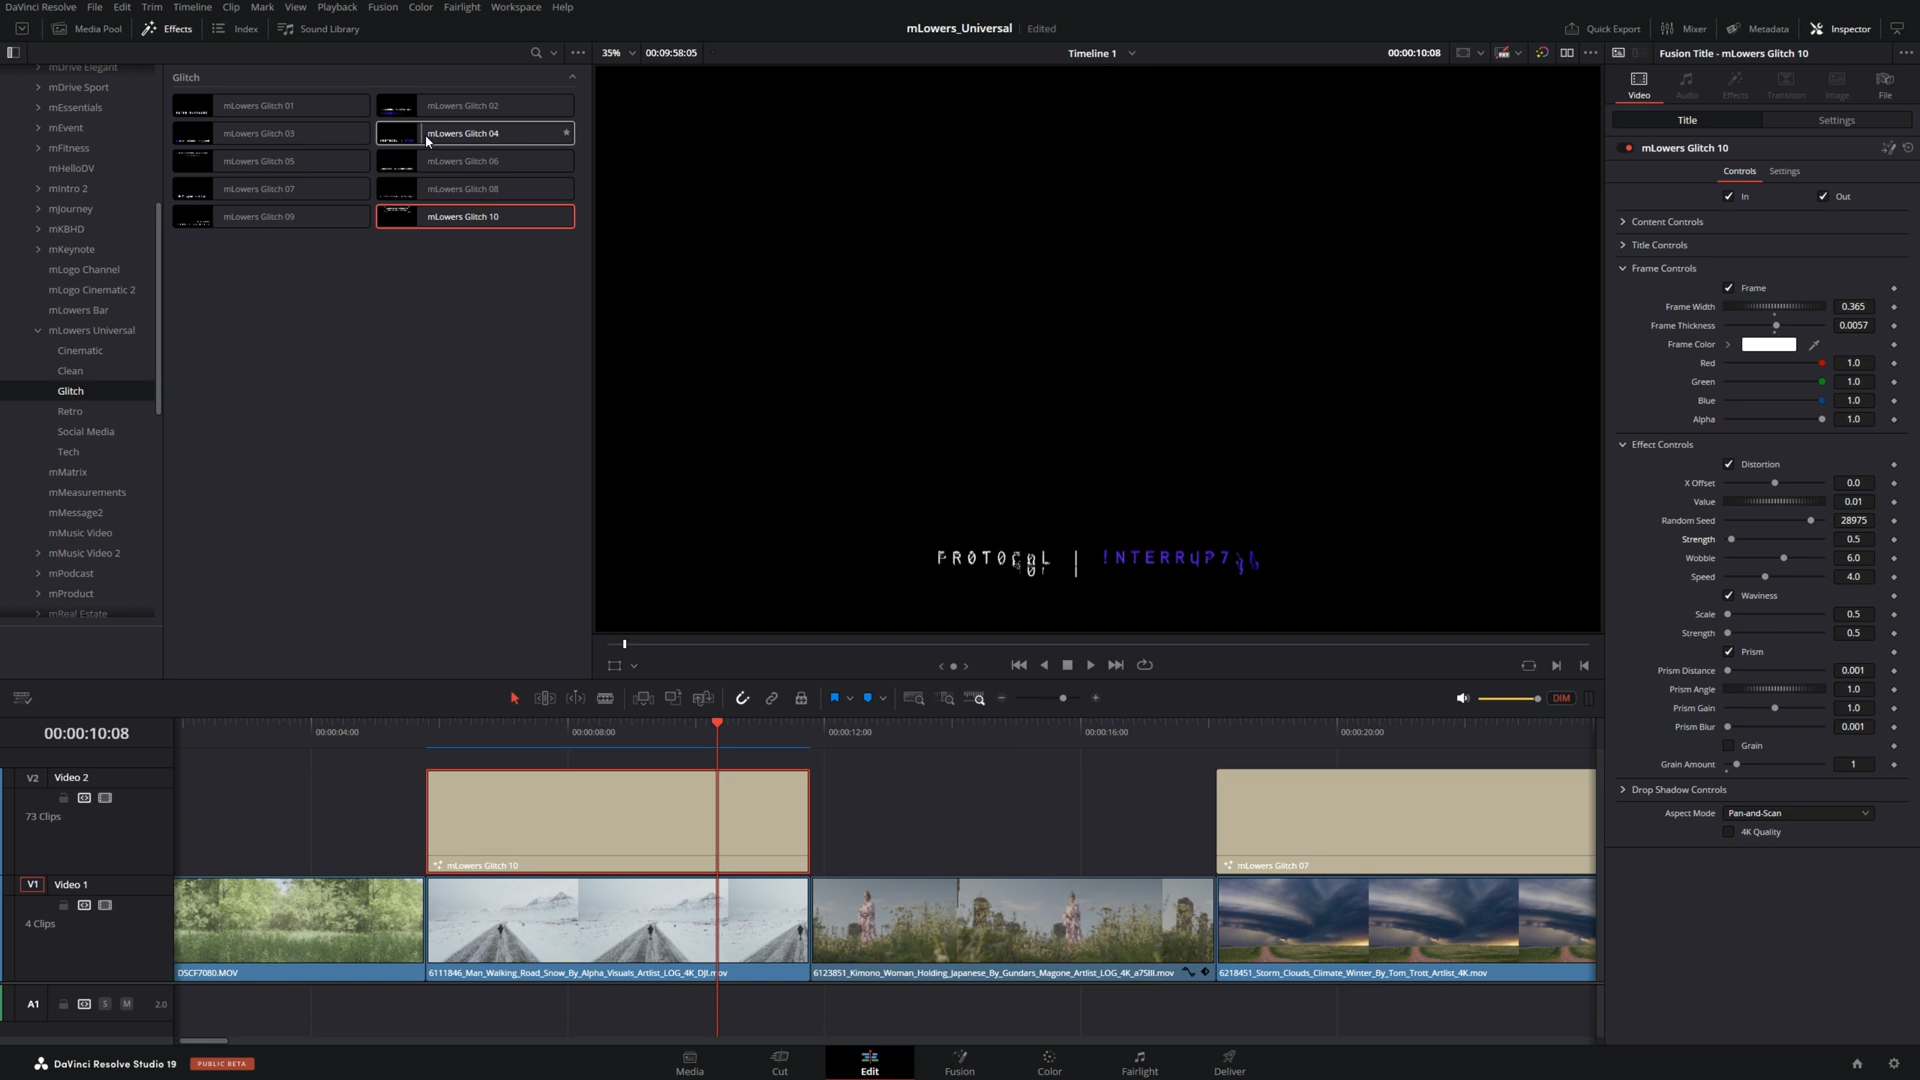 DaVinci Resolve File Edit Trim Timeline Clip Mark View Playback Fusion Color Fairlight Workspace Help
Media Pool Effects Index Sound Library mLowers_Universal Edited Quick Export Mixer Metadata Inspector
35% 00:09:58:05 Timeline 1 00:00:10:08 Fusion Title - mLowers Glitch 10
mDrive Elegant
mDrive Sport
mEssentials
mEvent
mFitness
mHelloDV
mIntro 2
mJourney
mKBHD
mKeynote
mLogo Channel
mLogo Cinematic 2
mLowers Bar
mLowers Universal
Cinematic
Clean
Glitch
Retro
Social Media
Tech
mMatrix
mMeasurements
mMessage2
mMusic Video
mMusic Video 2
mPodcast
mProduct
mReal Estate
Glitch
mLowers Glitch 01 mLowers Glitch 02
mLowers Glitch 03 mLowers Glitch 04
mLowers Glitch 05 mLowers Glitch 06
mLowers Glitch 07 mLowers Glitch 08
mLowers Glitch 09 mLowers Glitch 10
Video Audio Effects Transition Image File
Title Settings
mLowers Glitch 10
Controls Settings
In Out
Content Controls
Title Controls
Frame Controls
Frame
Frame Width 0.365
Frame Thickness 0.0057
Frame Color
Red 1.0
Green 1.0
Blue 1.0
Alpha 1.0
Effect Controls
Distortion
X Offset 0.0
Value 0.01
Random Seed 28975
Strength 0.5
Wobble 6.0
Speed 4.0
Waviness
Scale 0.5
Strength 0.5
Prism
Prism Distance 0.001
Prism Angle 1.0
Prism Gain 1.0
Prism Blur 0.001
Grain
Grain Amount 1
Drop Shadow Controls
Aspect Mode Pan-and-Scan
4K Quality
DIM
00:00:10:08 00:00:04:00 00:00:08:00 00:00:12:00 00:00:16:00 00:00:20:00
V2 Video 2
73 Clips
mLowers Glitch 10 mLowers Glitch 07
V1 Video 1
4 Clips
DSCF7080.MOV 6111846_Man_Walking_Road_Snow_By_Alpha_Visuals_Artlist_LOG_4K_DJI.mov 6123851_Kimono_Woman_Holding_Japanese_By_Gundars_Magone_Artlist_LOG_4K_a7SIII.mov 6218451_Storm_Clouds_Climate_Winter_By_Tom_Trott_Artlist_4K.mov
A1 S M 2.0
DaVinci Resolve Studio 19 PUBLIC BETA Media Cut Edit Fusion Color Fairlight Deliver